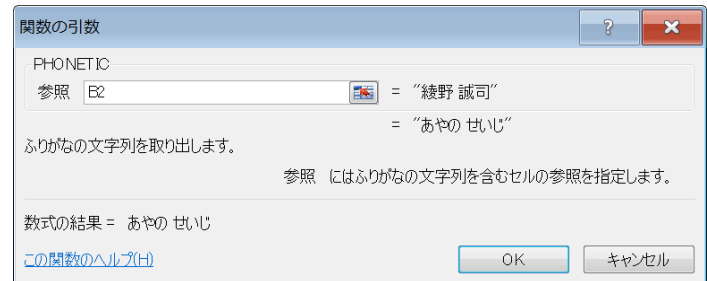 関数の引数
PHONETIC
参照 B2 = "綾野 誠司"
= "あやの せいじ"
ふりがなの文字列を取り出します。
参照 にはふりがなの文字列を含むセルの参照を指定します。
数式の結果 = あやの せいじ
この関数のヘルプ(H) OK キャンセル